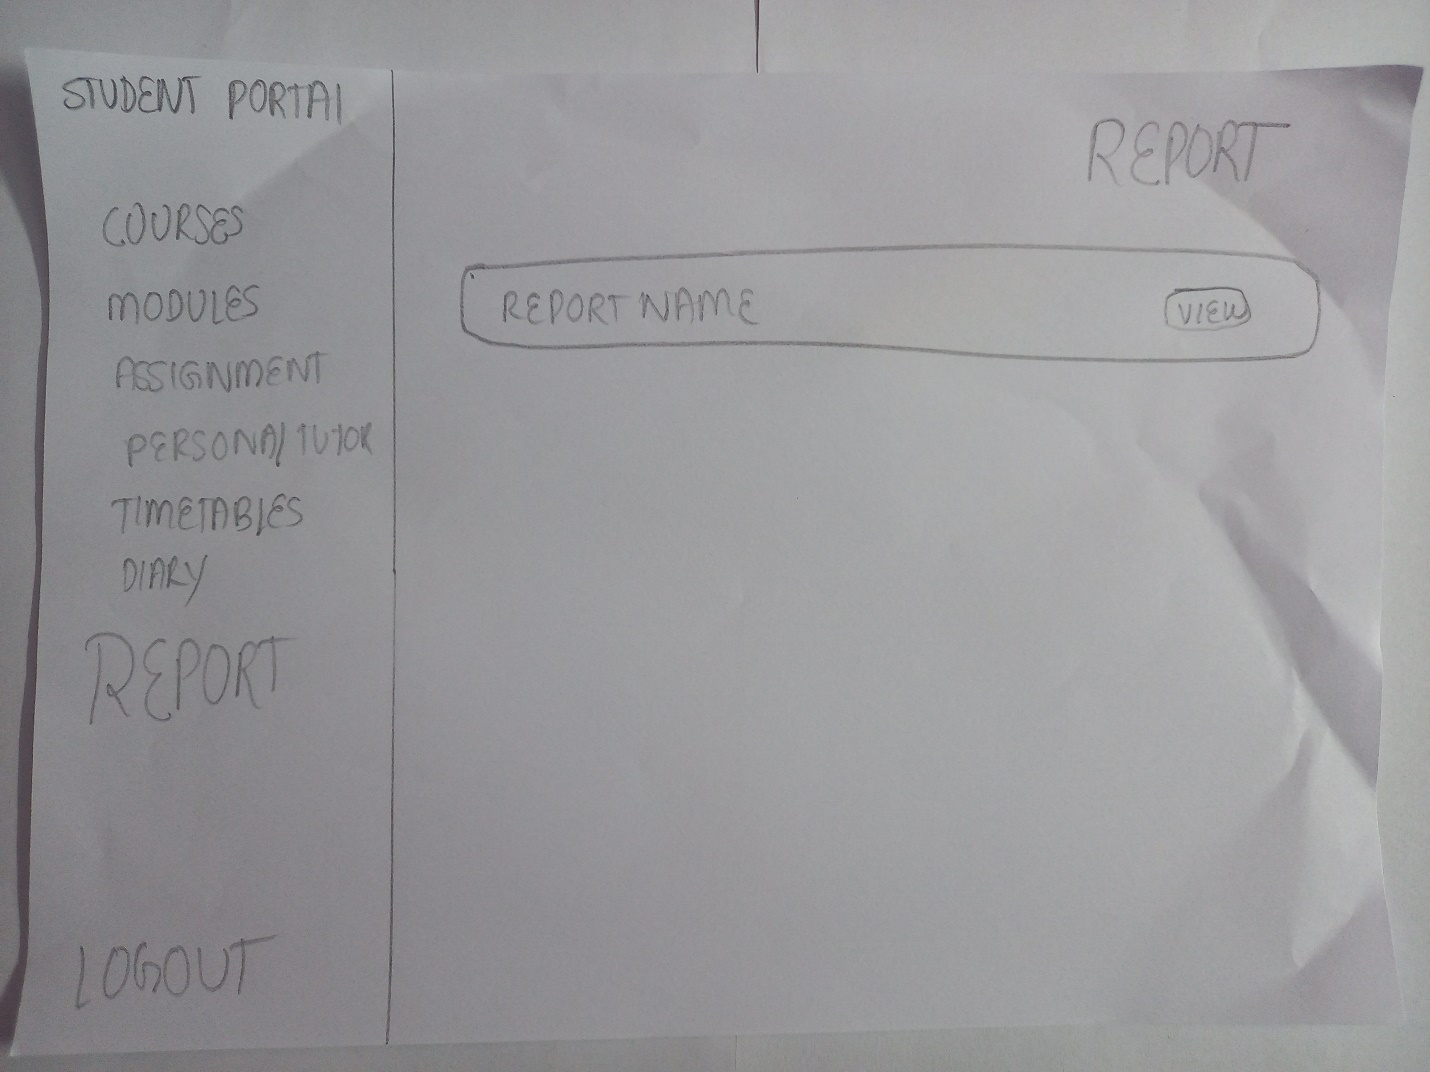 STUDENT PORTAL
COURSES
MODULES
ASSIGNMENT
PERSONAL TUTOR
TIMETABLES
DIARY
REPORT
LOGOUT
REPORT
REPORT NAME
VIEW